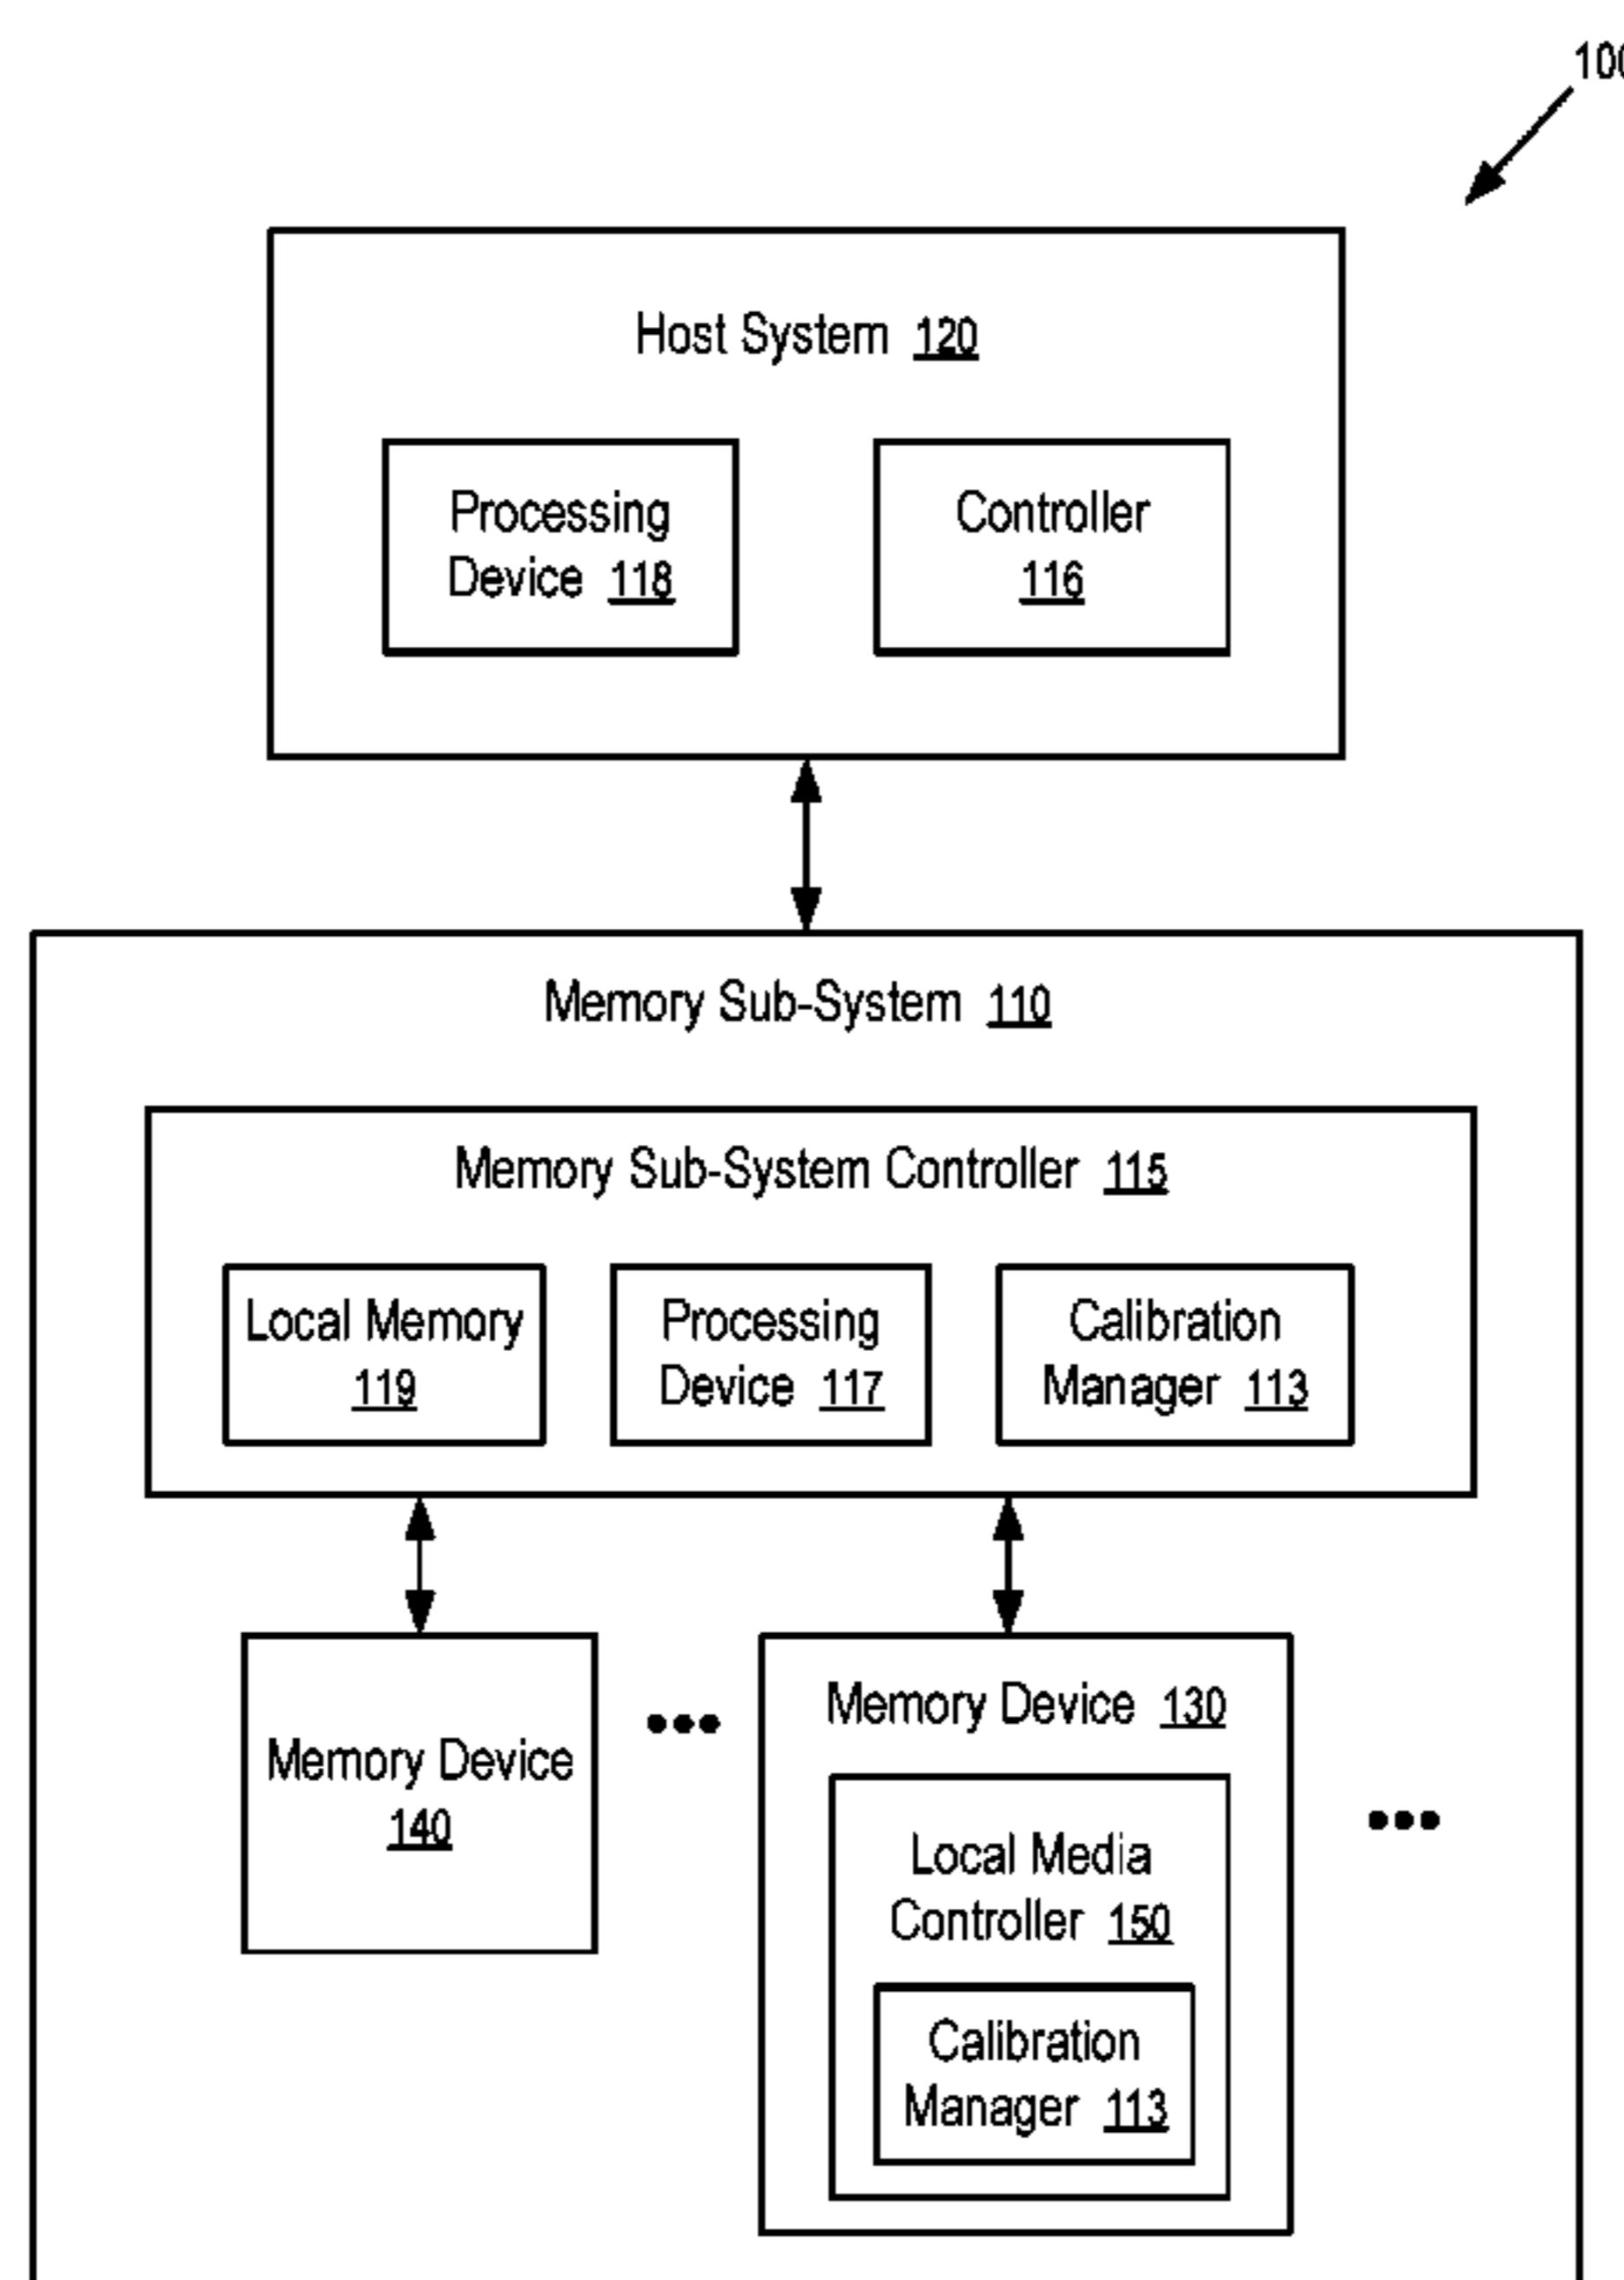 100
Host System 120
Processing
Device 118
Controller
116
Memory Sub-System 110
Memory Sub-System Controller 115
Local Memory
119
Processing
Device 117
Calibration
Manager 113
Memory Device
140
•••
Memory Device 130
Local Media
Controller 150
Calibration
Manager 113
•••